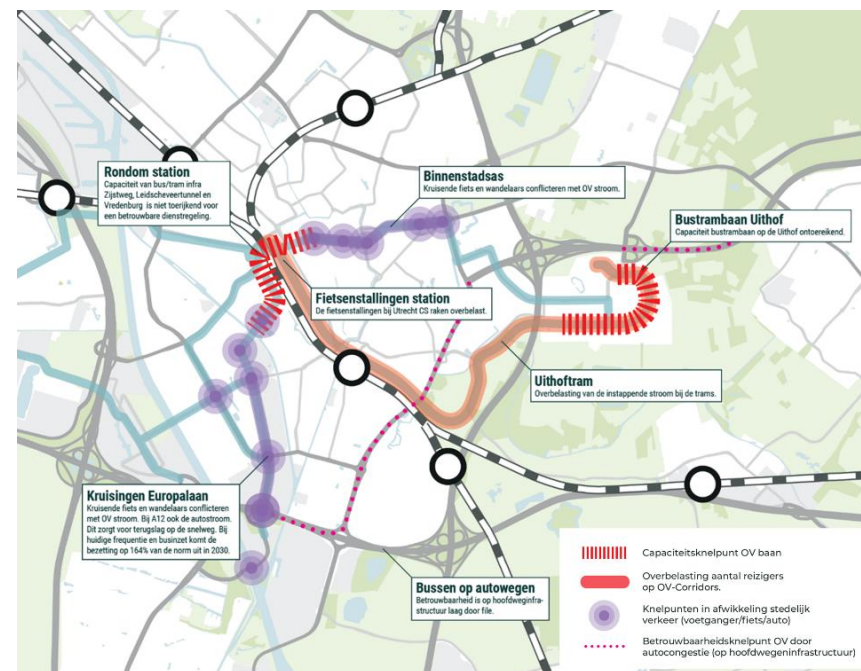 Rondom station
Capaciteit van bus/tram infra
Zijstweg, Leidscheveertunnel en
Vredenburg is niet toerijkend voor
een betrouwbare dienstregeling.
Binnenstadsas
Kruisende fiets en wandelaars conflicteren met OV stroom.
Bustrambaan Uithof
Capaciteit bustrambaan op de Uithof ontoereikend.
Fietsenstallingen station
De fietsenstallingen bij Utrecht CS raken overbelast.
Uithoftram
Overbelasting van de instappende stroom bij de trams.
Kruisingen Europalaan
Kruisende fiets en wandelaars conflicteren
met OV stroom. Bij A12 ook de autostroom.
Dit zorgt voor terugslag op de snelweg. Bij
huidige frequentie en businzet komt de
bezetting op 164% van de norm uit in 2030.
Bussen op autowegen
Betrouwbaarheid is op hoofdweginfra-
structuur laag door file.
Capaciteitsknelpunt OV baan
Overbelasting aantal reizigers
op OV-Corridors.
Knelpunten in afwikkeling stedelijk
verkeer (voetganger/fiets/auto)
Betrouwbaarheidsknelpunt OV door
autocongestie (op hoofdwegeninfrastructuur)